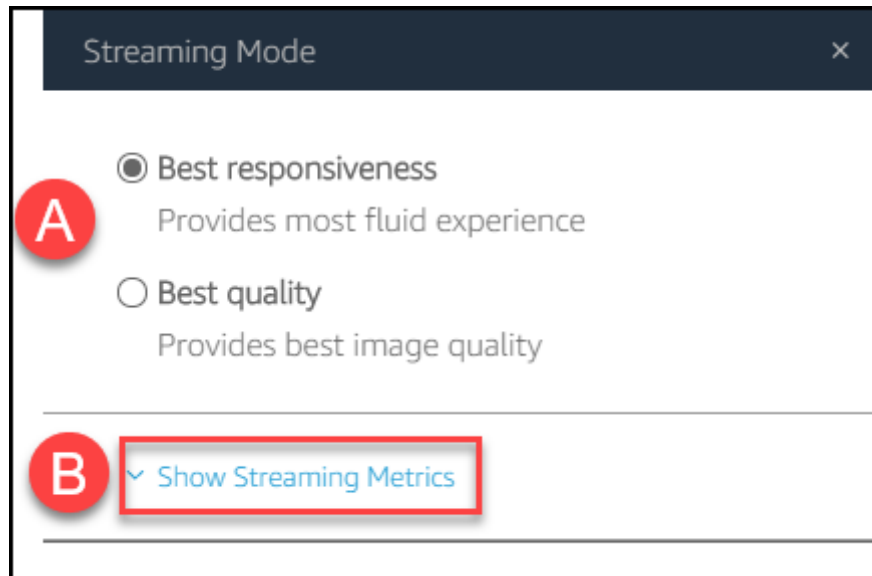 Streaming Mode ×
Best responsiveness
A
Provides most fluid experience
Best quality
Provides best image quality
B
Show Streaming Metrics